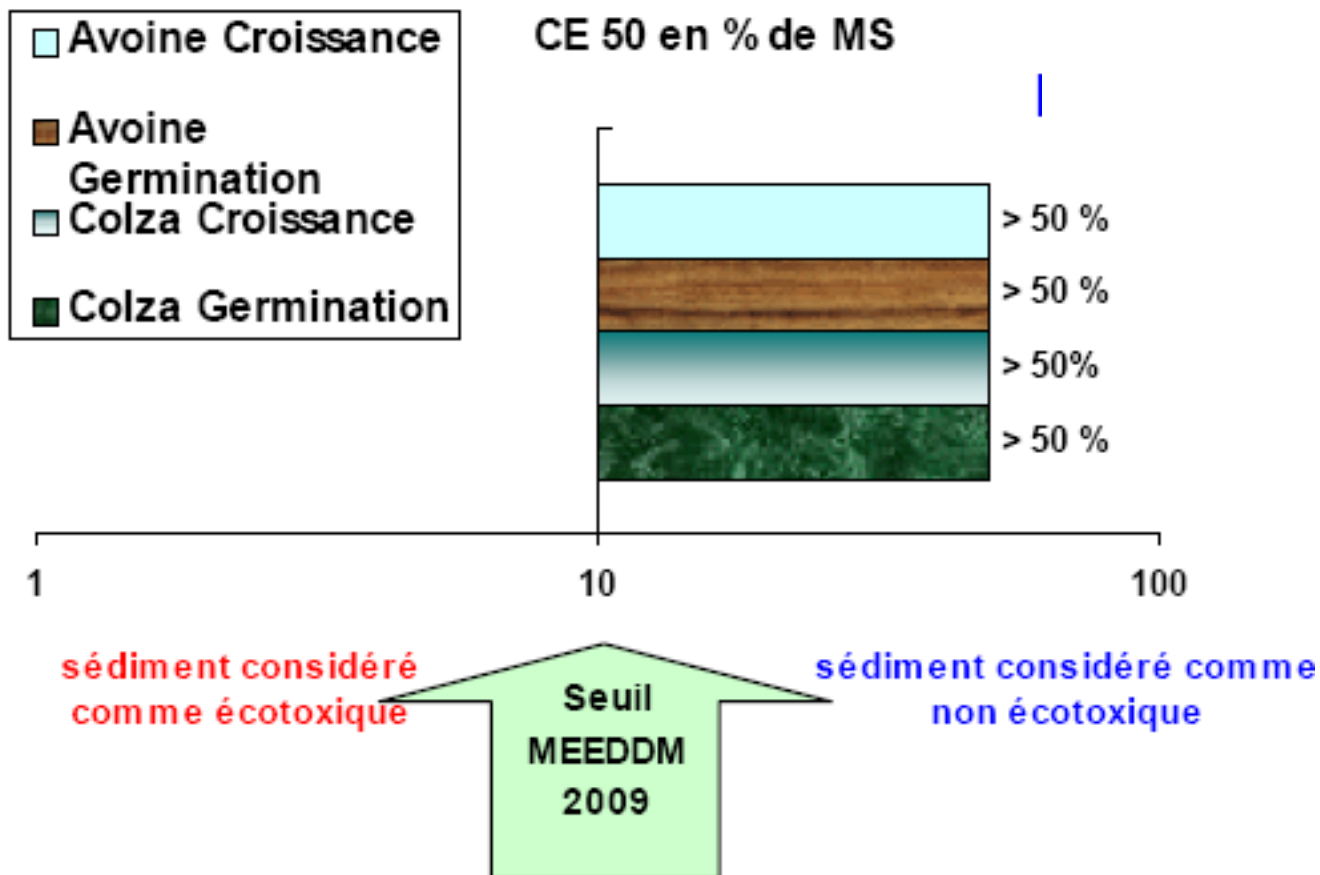 Avoine Croissance
Avoine
Germination
Colza Croissance
Colza Germination
CE 50 en % de MS
> 50 %
> 50 %
> 50%
> 50 %
1
10
100
sédiment considéré
comme écotoxique
Seuil
MEEDDM
2009
sédiment considéré comme
non écotoxique